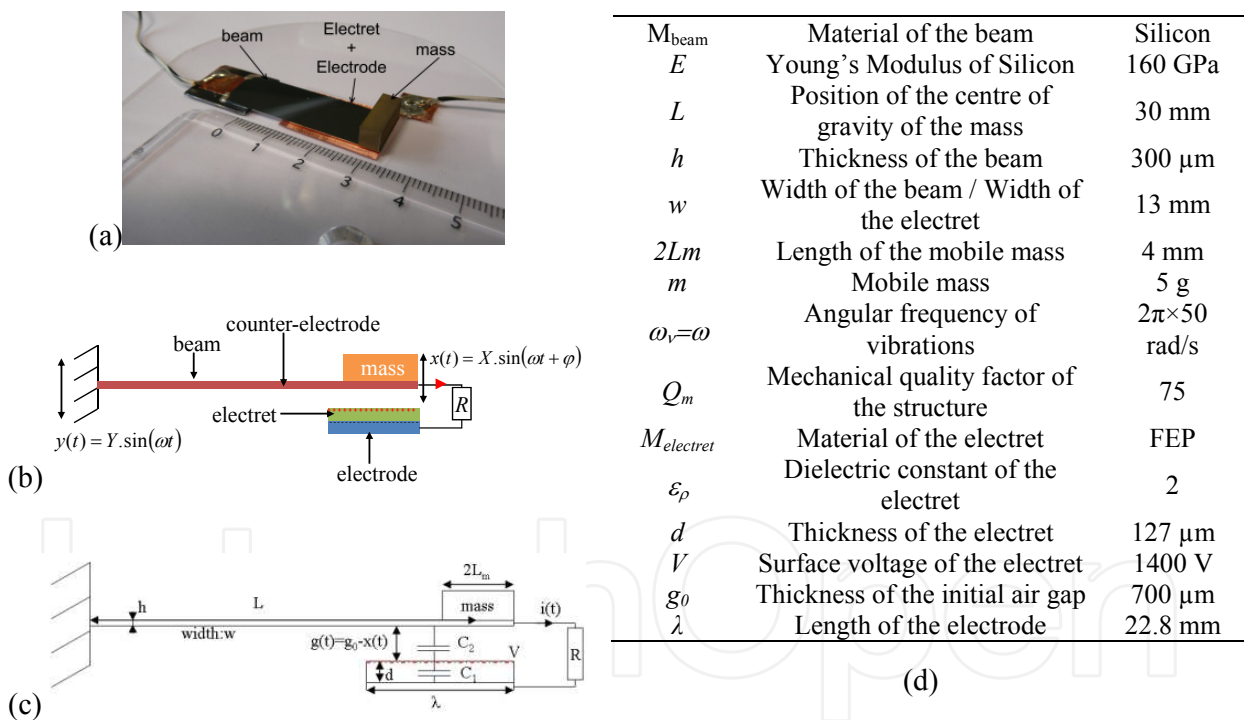 beam
Electret
+
Electrode
mass
0 1 2 3 4 5
(a)
counter-electrode
beam
mass
x(t) = X.sin(ωt + φ)
R
electret
y(t) = Y.sin(ωt)
electrode
(b)
2Lm
h
L
mass
i(t)
width:w
g(t)=g0-x(t)
C2
V
R
d
C1
λ
(c)
Mbeam Material of the beam Silicon
E Young's Modulus of Silicon 160 GPa
L Position of the centre of
gravity of the mass 30 mm
h Thickness of the beam 300 µm
w Width of the beam / Width of
the electret 13 mm
2Lm Length of the mobile mass 4 mm
m Mobile mass 5 g
ωv=ω Angular frequency of
vibrations 2π×50
rad/s
Qm Mechanical quality factor of
the structure 75
Melectret Material of the electret FEP
ερ Dielectric constant of the
electret 2
d Thickness of the electret 127 µm
V Surface voltage of the electret 1400 V
g0 Thickness of the initial air gap 700 µm
λ Length of the electrode 22.8 mm
(d)